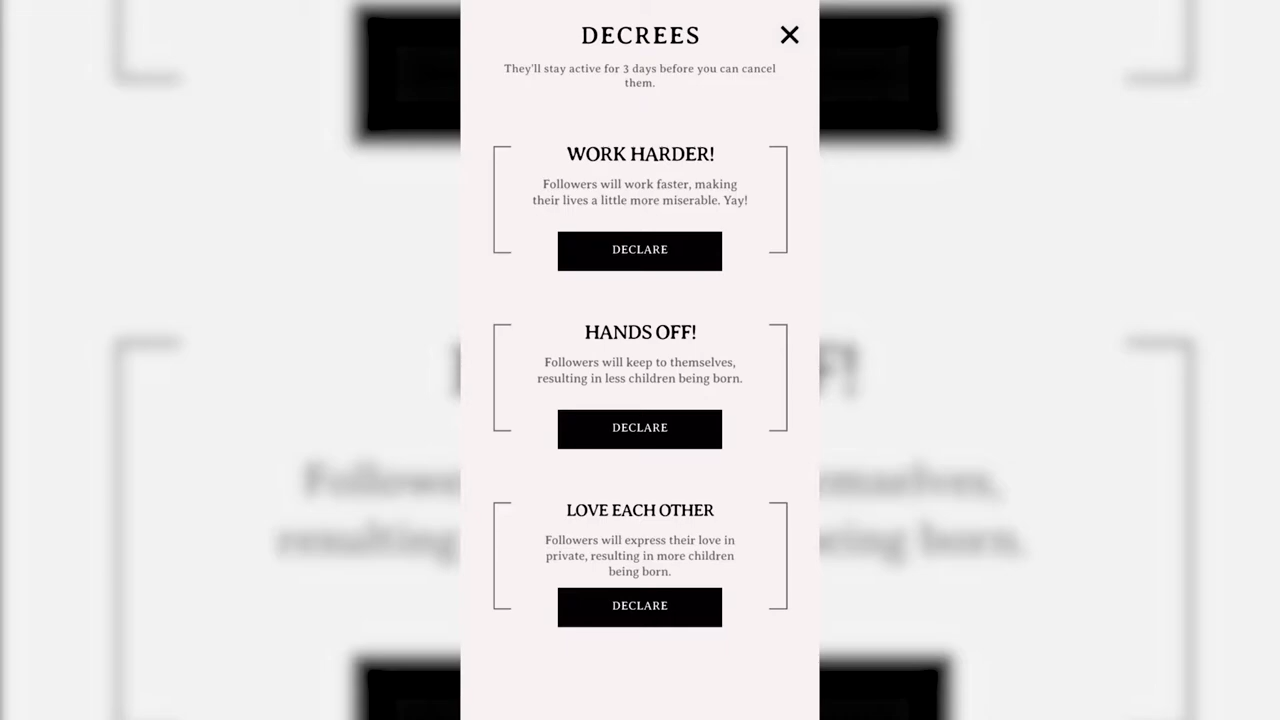 DECREES
They'll stay active for 3 days before you can cancel
them.
WORK HARDER!
Followers will work faster, making
their lives a little more miserable. Yay!
DECLARE
HANDS OFF!
Followers will keep to themselves,
resulting in less children being born.
DECLARE
LOVE EACH OTHER
Followers will express their love in
private, resulting in more children
being born.
DECLARE